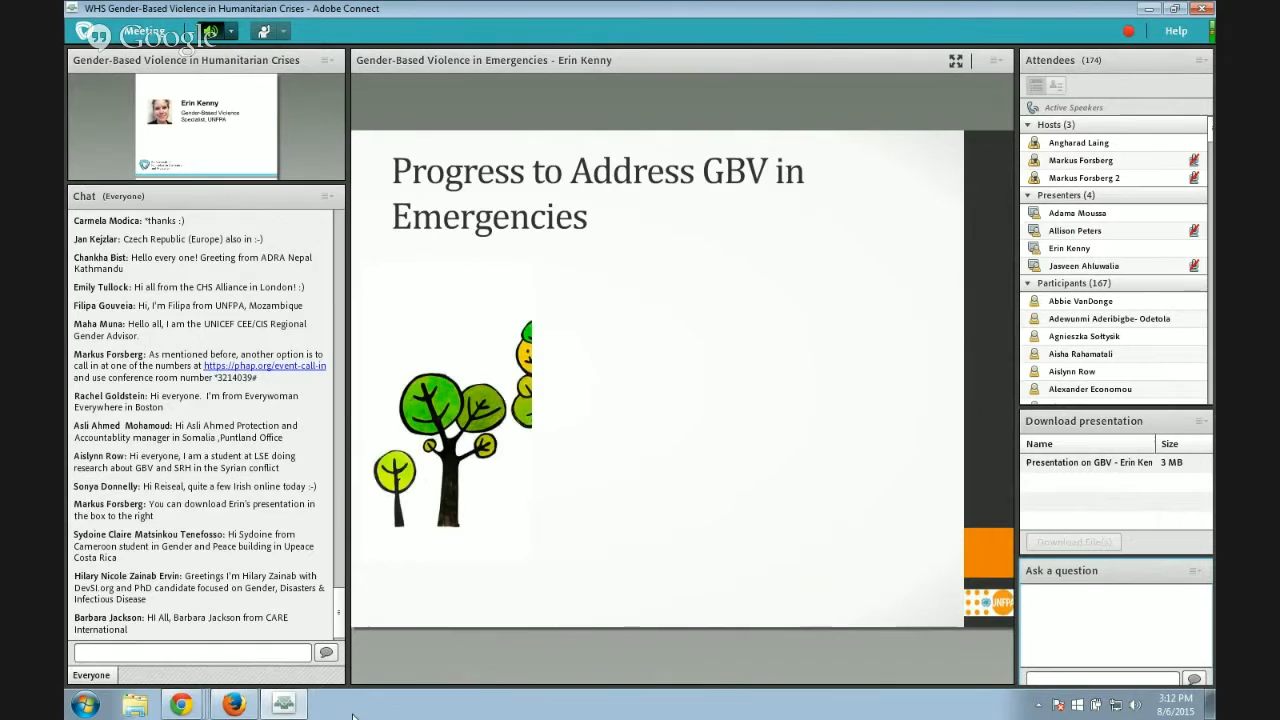 WHS Gender-Based Violence in Humanitarian Crises - Adobe Connect
Meeting
Google
Help
Gender-Based Violence in Humanitarian Crises
Erin Kenny
Gender-Based Violence
Specialist, UNFPA
Chat (Everyone)
Carmela Modica: *thanks :)
Jan Kejzlar: Czech Republic (Europe) also in :-)
Chankha Bist: Hello every one! Greeting from ADRA Nepal
Kathmandu
Emily Tullock: Hi all from the CHS Alliance in London! :)
Filipa Gouveia: Hi, I'm Filipa from UNFPA, Mozambique
Maha Muna: Hello all, I am the UNICEF CEE/CIS Regional
Gender Advisor.
Markus Forsberg: As mentioned before, another option is to
call in at one of the numbers at https://phap.org/event-call-in
and use conference room number *3214039#
Rachel Goldstein: Hi everyone. I'm from Everywoman
Everywhere in Boston
Asli Ahmed Mohamoud: Hi Asli Ahmed Protection and
Accountablity manager in Somalia ,Puntland Office
Aislynn Row: Hi everyone, I am a student at LSE doing
research about GBV and SRH in the Syrian conflict
Sonya Donnelly: Hi Reiseal, quite a few Irish online today :-)
Markus Forsberg: You can download Erin's presentation in
the box to the right
Sydoine Claire Matsinkou Tenefosso: Hi Sydoine from
Cameroon student in Gender and Peace building in Upeace
Costa Rica
Hilary Nicole Zainab Ervin: Greetings I'm Hilary Zainab with
DevSI.org and PhD candidate focused on Gender, Disasters &
Infectious Disease
Barbara Jackson: HI All, Barbara Jackson from CARE
International
Everyone
Gender-Based Violence in Emergencies - Erin Kenny
Progress to Address GBV in
Emergencies
UNFPA
Attendees (174)
Active Speakers
Hosts (3)
Angharad Laing
Markus Forsberg
Markus Forsberg 2
Presenters (4)
Adama Moussa
Allison Peters
Erin Kenny
Jasveen Ahluwalia
Participants (167)
Abbie VanDonge
Adewunmi Aderibigbe- Odetola
Agnieszka Sołtysik
Aisha Rahamatali
Aislynn Row
Alexander Economou
Download presentation
Name Size
Presentation on GBV - Erin Ken 3 MB
Download File(s)
Ask a question
3:12 PM
8/6/2015